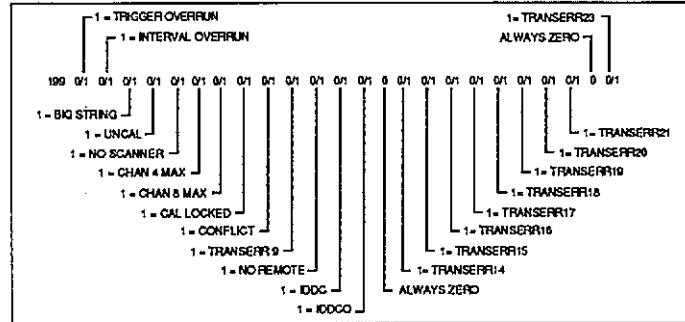 1 = TRIGGER OVERRUN
1= TRANSERR23
1 = INTERVAL OVERRUN
ALWAYS ZERO
199 0/1 0/1 0/1 0/1 0/1 0/1 0/1 0/1 0/1 0/1 0/1 0/1 0/1 0 0/1 0/1 0/1 0/1 0/1 0/1 0/1 0/1 0 0/1
1 = BIG STRING
1 = UNCAL
1= TRANSERR21
1 = NO SCANNER
1= TRANSERR20
1 = CHAN 4 MAX
1= TRANSERR19
1 = CHAN 8 MAX
1= TRANSERR18
1 = CAL LOCKED
1= TRANSERR17
1 = CONFLICT
1= TRANSERR16
1 = TRANSERR 9
1= TRANSERR15
1 = NO REMOTE
1= TRANSERR14
1 = IDDC
ALWAYS ZERO
1 = IDDCO